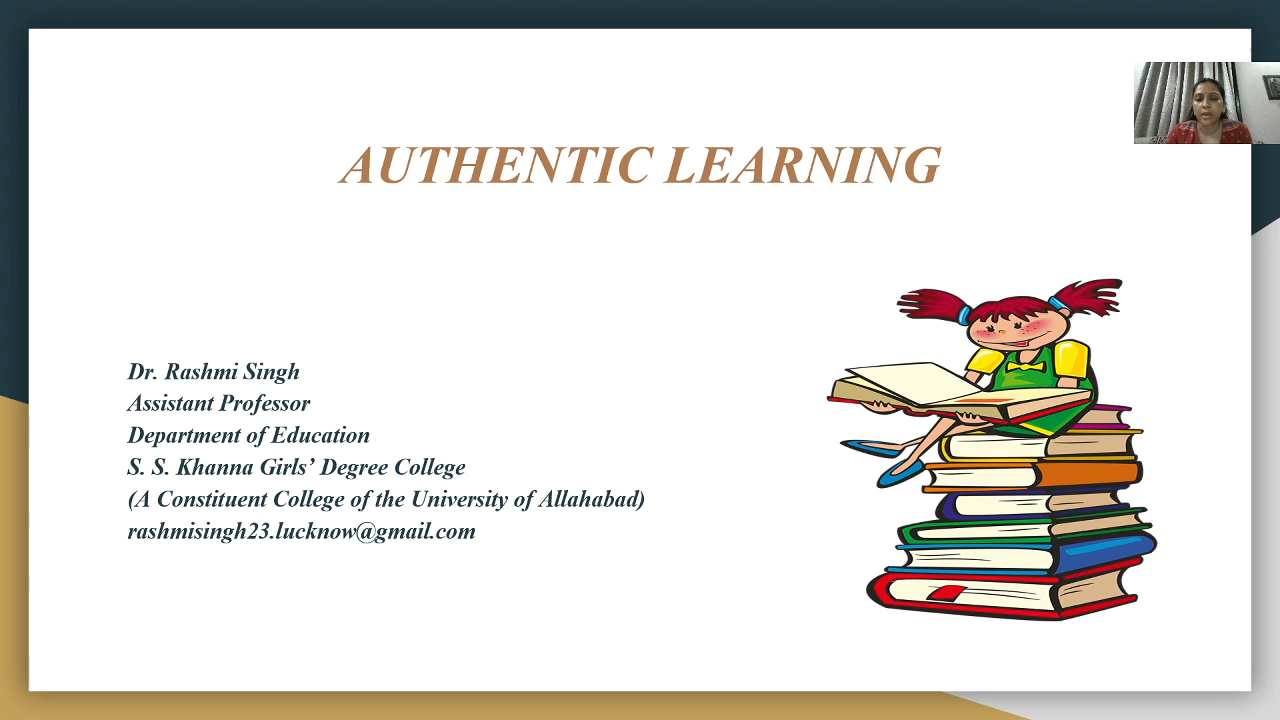 AUTHENTIC LEARNING
Dr. Rashmi Singh
Assistant Professor
Department of Education
S. S. Khanna Girls’ Degree College
(A Constituent College of the University of Allahabad)
rashmisingh23.lucknow@gmail.com